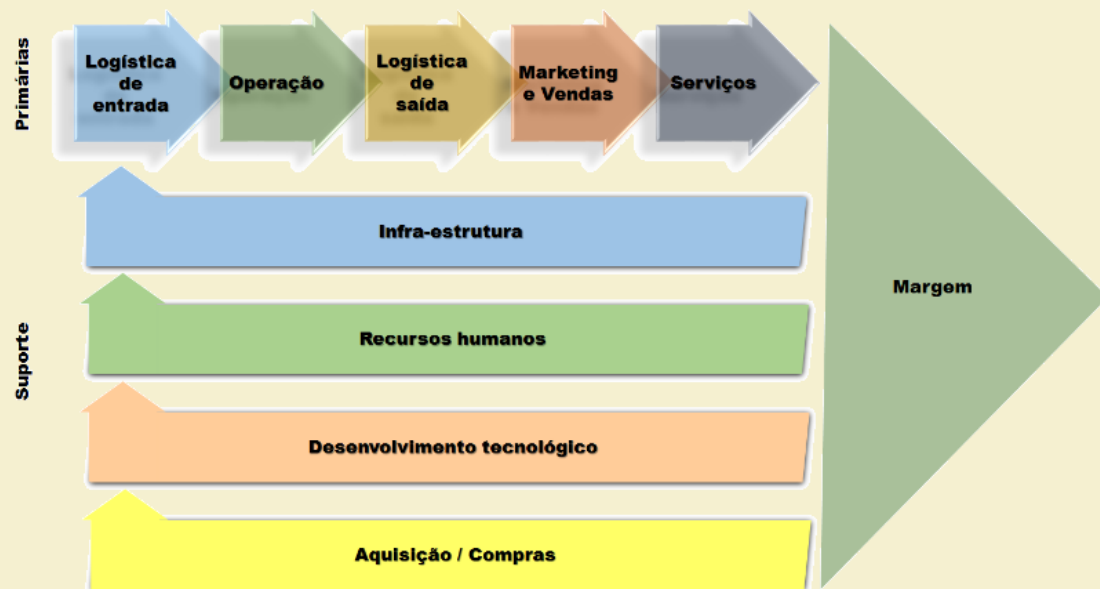 Primárias
Logística
de
entrada
Operação
Logística
de
saída
Marketing
e Vendas
Serviços
Infra-estrutura
Suporte
Recursos humanos
Desenvolvimento tecnológico
Aquisição / Compras
Margem